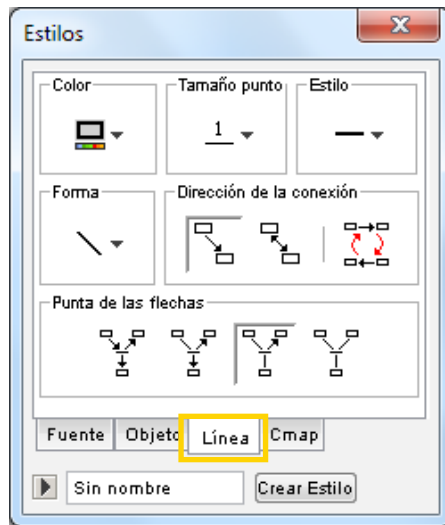 Estilos
Color
Tamaño punto
Estilo
1
Forma
Dirección de la conexión
Punta de las flechas
Fuente
Objeto
Línea
Cmap
Sin nombre
Crear Estilo